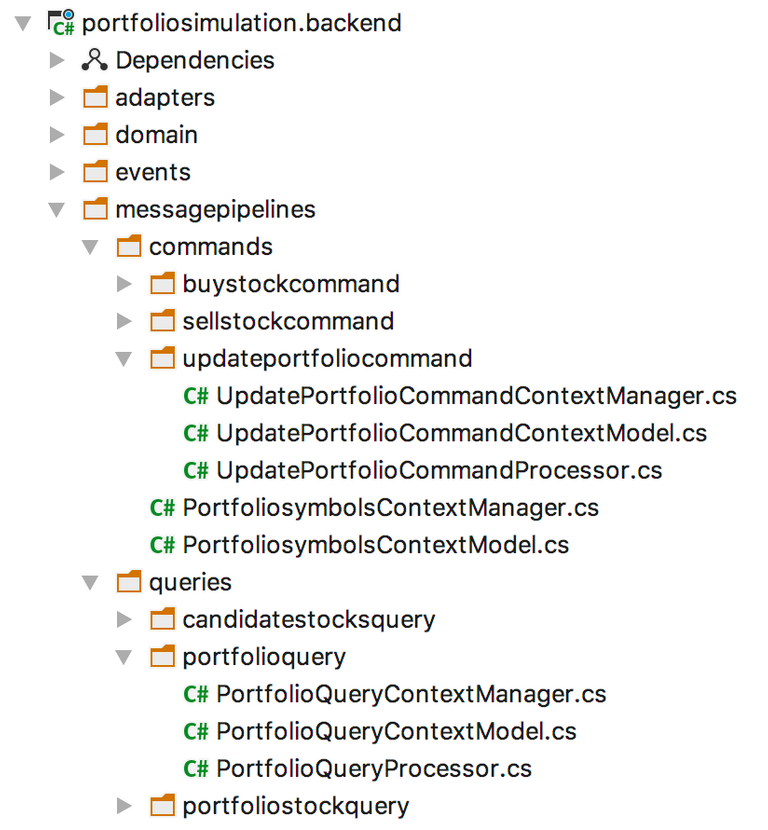 portfoliosimulation.backend
Dependencies
adapters
domain
events
messagepipelines
commands
buystockcommand
sellstockcommand
updateportfoliocommand
C# UpdatePortfolioCommandContextManager.cs
C# UpdatePortfolioCommandContextModel.cs
C# UpdatePortfolioCommandProcessor.cs
C# PortfoliosymbolsContextManager.cs
C# PortfoliosymbolsContextModel.cs
queries
candidatestocksquery
portfolioquery
C# PortfolioQueryContextManager.cs
C# PortfolioQueryContextModel.cs
C# PortfolioQueryProcessor.cs
portfoliostockquery